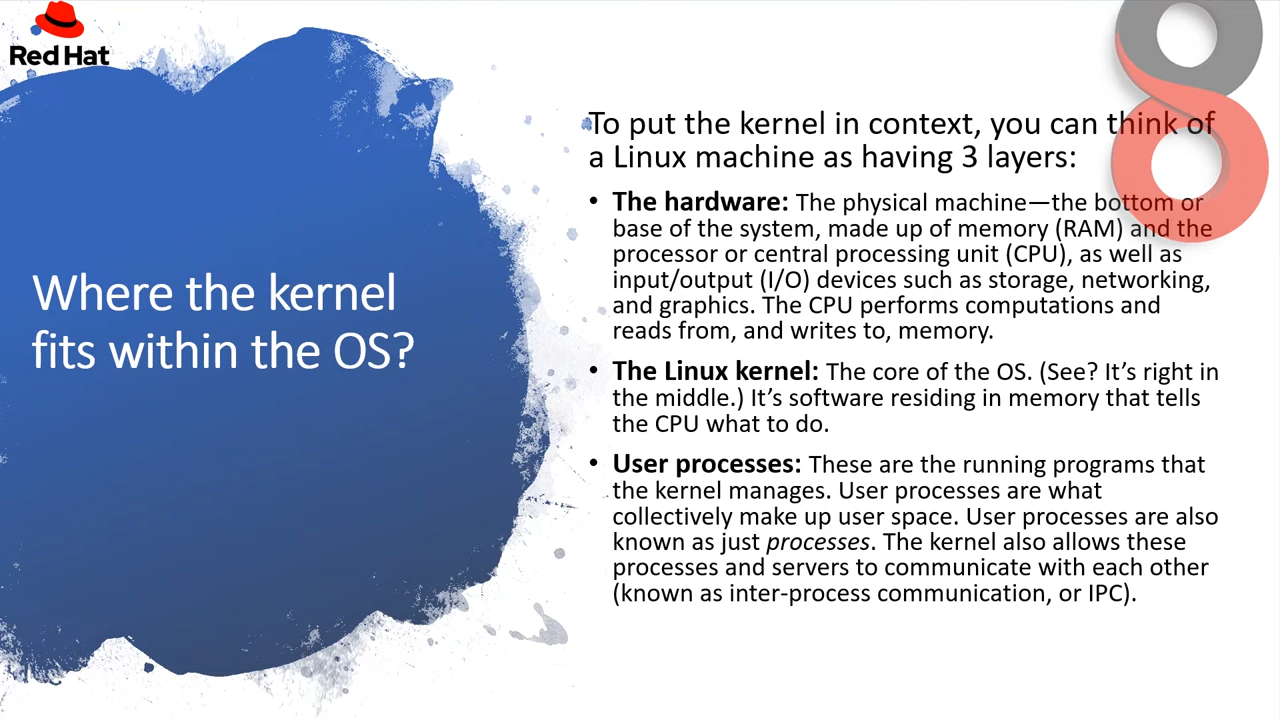 Red Hat
8
Where the kernel
fits within the OS?
To put the kernel in context, you can think of
a Linux machine as having 3 layers:
• The hardware: The physical machine—the bottom or
base of the system, made up of memory (RAM) and the
processor or central processing unit (CPU), as well as
input/output (I/O) devices such as storage, networking,
and graphics. The CPU performs computations and
reads from, and writes to, memory.
• The Linux kernel: The core of the OS. (See? It’s right in
the middle.) It’s software residing in memory that tells
the CPU what to do.
• User processes: These are the running programs that
the kernel manages. User processes are what
collectively make up user space. User processes are also
known as just processes. The kernel also allows these
processes and servers to communicate with each other
(known as inter-process communication, or IPC).